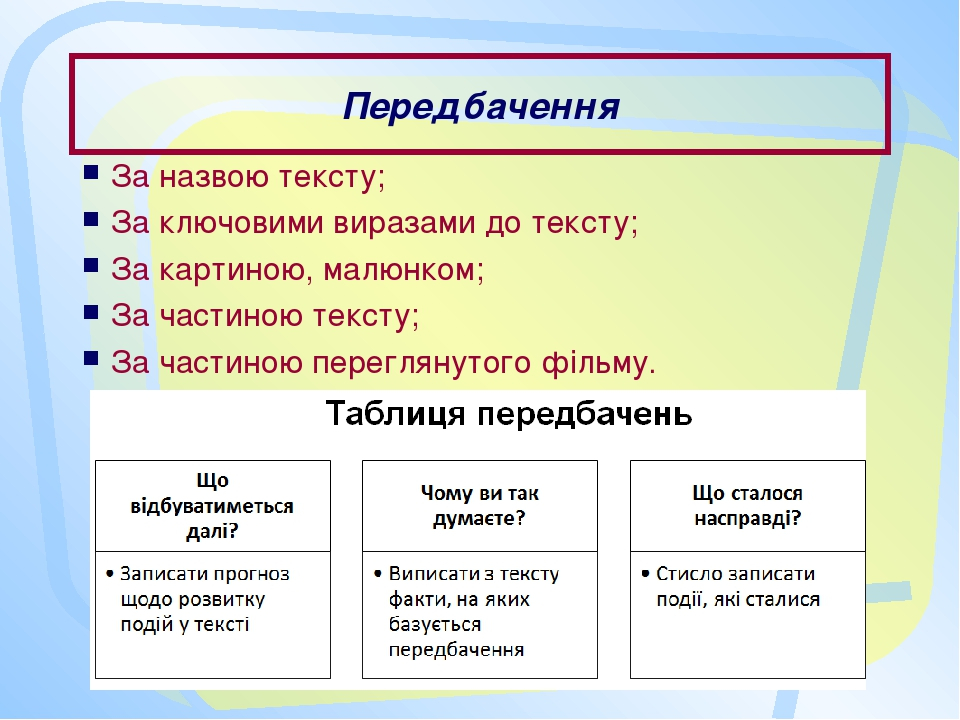 Передбачення
За назвою тексту;
За ключовими виразами до тексту;
За картиною, малюнком;
За частиною тексту;
За частиною переглянутого фільму.
Таблиця передбачень
Що
відбуватиметься
далі?
• Записати прогноз
щодо розвитку
подій у тексті
Чому ви так
думаєте?
• Виписати з тексту
факти, на яких
базується
передбачення
Що сталося
насправді?
• Стисло записати
події, які сталися